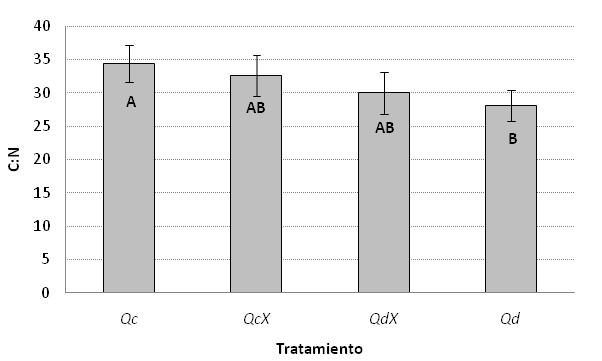 40
35
30
25
20
15
10
5
0
C:N
A
AB
AB
B
Qc
QcX
QdX
Qd
Tratamiento